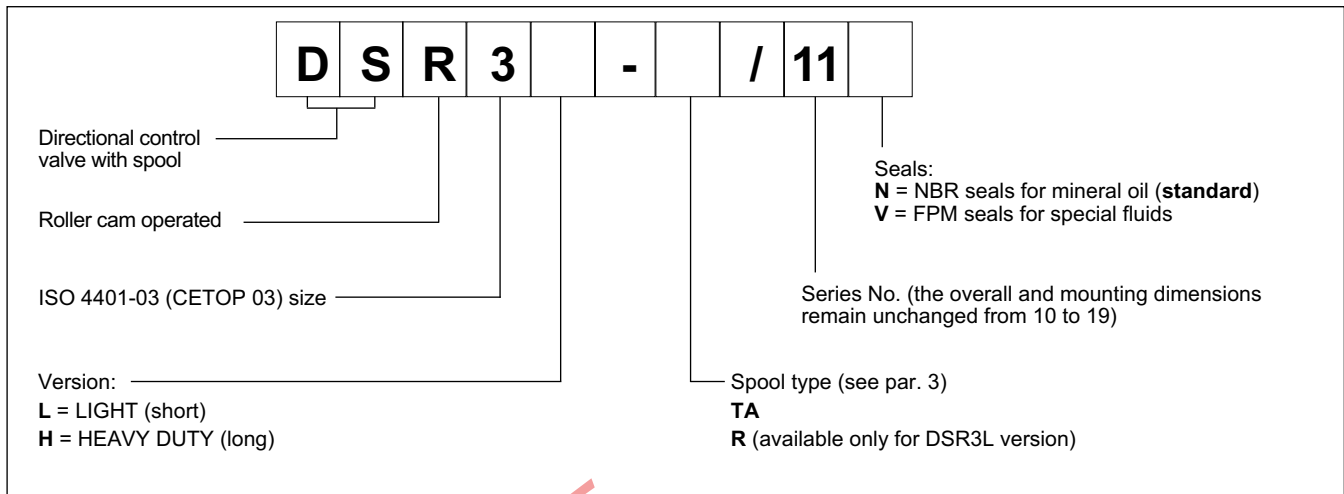 D S R 3 - / 11
Directional control
valve with spool
Roller cam operated
ISO 4401-03 (CETOP 03) size
Version:
L = LIGHT (short)
H = HEAVY DUTY (long)
Seals:
N = NBR seals for mineral oil (standard)
V = FPM seals for special fluids
Series No. (the overall and mounting dimensions
remain unchanged from 10 to 19)
Spool type (see par. 3)
TA
R (available only for DSR3L version)